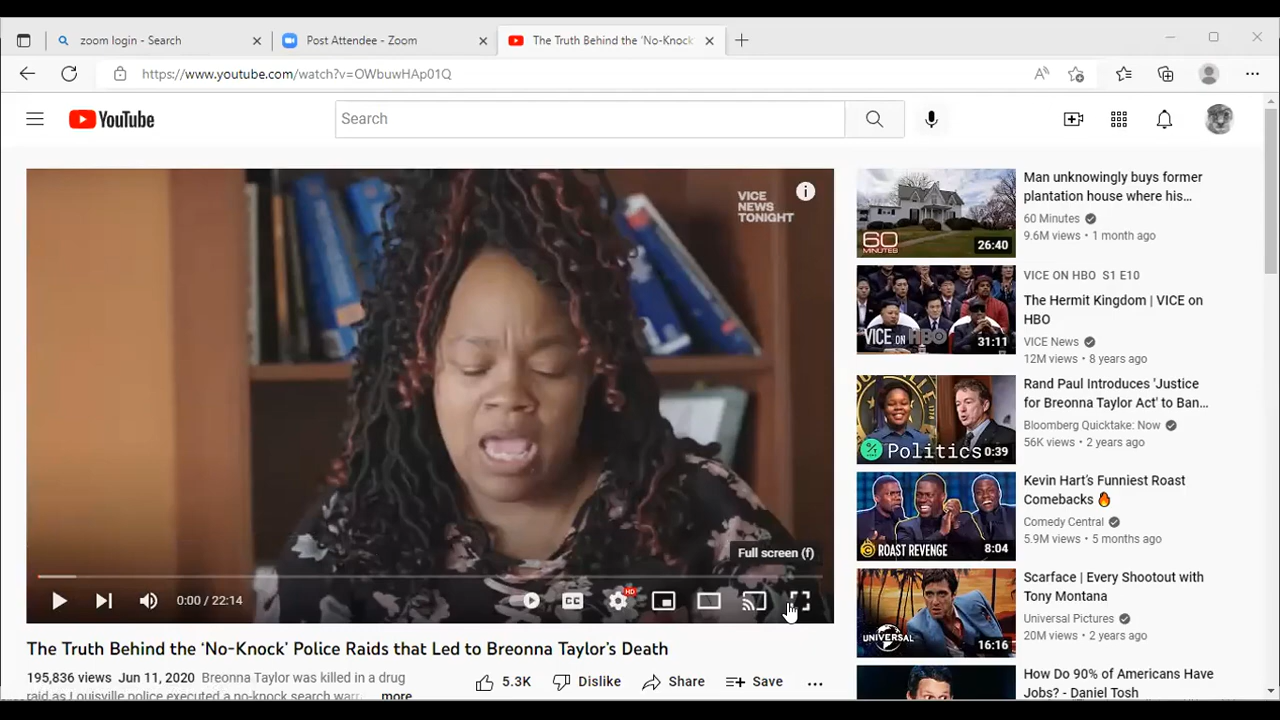 zoom login - Search
Post Attendee - Zoom
The Truth Behind the ‘No-Knock’
https://www.youtube.com/watch?v=OWbuwHAp01Q
YouTube
Search
VICE
NEWS
TONIGHT
Full screen (f)
0:00 / 22:14
CC
HD
The Truth Behind the ‘No-Knock’ Police Raids that Led to Breonna Taylor's Death
195,836 views Jun 11, 2020 Breonna Taylor was killed in a drug
raid as Louisville police executed a no-knock search warr... more
5.3K
Dislike
Share
Save
60
MINUTES
26:40
Man unknowingly buys former
plantation house where his...
60 Minutes
9.6M views • 1 month ago
VICE ON HBO
31:11
VICE ON HBO S1 E10
The Hermit Kingdom | VICE on
HBO
VICE News
12M views • 8 years ago
Politics
0:39
Rand Paul Introduces 'Justice
for Breonna Taylor Act' to Ban...
Bloomberg Quicktake: Now
56K views • 2 years ago
ROAST REVENGE
8:04
Kevin Hart's Funniest Roast
Comebacks 🔥
Comedy Central
5.9M views • 5 months ago
UNIVERSAL
16:16
Scarface | Every Shootout with
Tony Montana
Universal Pictures
20M views • 2 years ago
How Do 90% of Americans Have
Jobs? - Daniel Tosh